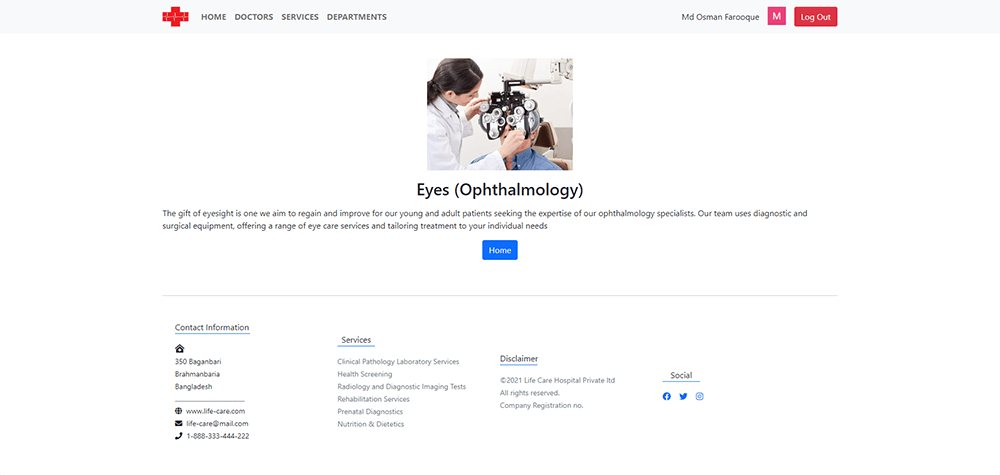 HOME DOCTORS SERVICES DEPARTMENTS Md Osman Farooque M Log Out
Eyes (Ophthalmology)
The gift of eyesight is one we aim to regain and improve for our young and adult patients seeking the expertise of our ophthalmology specialists. Our team uses diagnostic and
surgical equipment, offering a range of eye care services and tailoring treatment to your individual needs
Home
Contact Information
350 Baganbari
Brahmanbaria
Bangladesh
www.life-care.com
life-care@mail.com
1-888-333-444-222
Services
Clinical Pathology Laboratory Services
Health Screening
Radiology and Diagnostic Imaging Tests
Rehabilitation Services
Prenatal Diagnostics
Nutrition & Dietetics
Disclaimer
©2021 Life Care Hospital Private ltd
All rights reserved.
Company Registration no.
Social